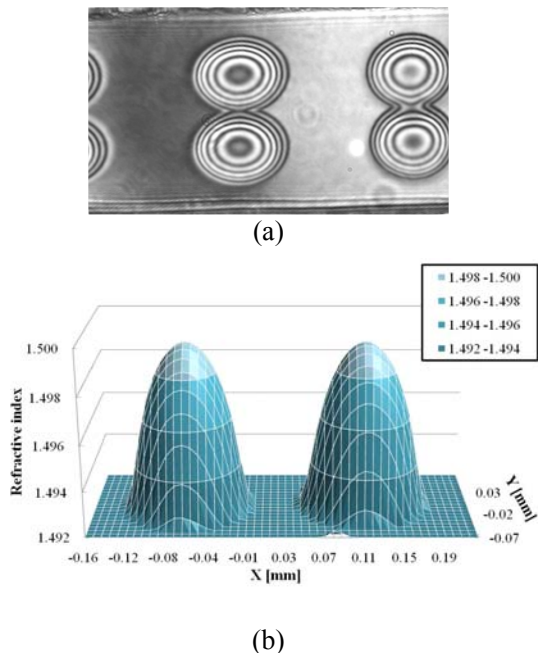 (a)
1.498 -1.500
1.496 -1.498
1.494 -1.496
1.492 -1.494
1.500
1.498
1.496
1.494
1.492
Refractive index
-0.16 -0.12 -0.08 -0.06 -0.04 -0.01 0.03 0.07 0.11 0.15 0.19
X [mm]
0.03
-0.02
-0.07
Y [mm]
(b)